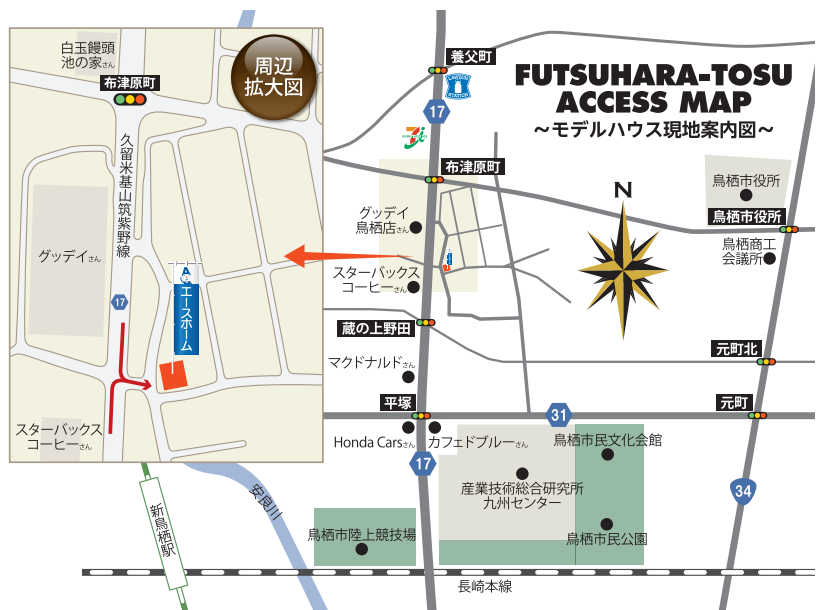 白玉饅頭
池の家さん
布津原町
周辺
拡大図
久留米基山筑紫野線
グッデイさん
17
エースホーム
スターバックス
コーヒーさん
新鳥栖駅
安良川
FUTSUHARA-TOSU
ACCESS MAP
～モデルハウス現地案内図～
養父町
LAWSON
STATION
17
布津原町
グッデイ
鳥栖店さん
スターバックス
コーヒーさん
蔵の上野田
マクドナルドさん
平塚
Honda Carsさん
カフェドブルーさん
17
31
N
鳥栖市役所
鳥栖市役所
鳥栖商工
会議所
元町北
元町
34
鳥栖市民文化会館
産業技術総合研究所
九州センター
鳥栖市民公園
鳥栖市陸上競技場
長崎本線